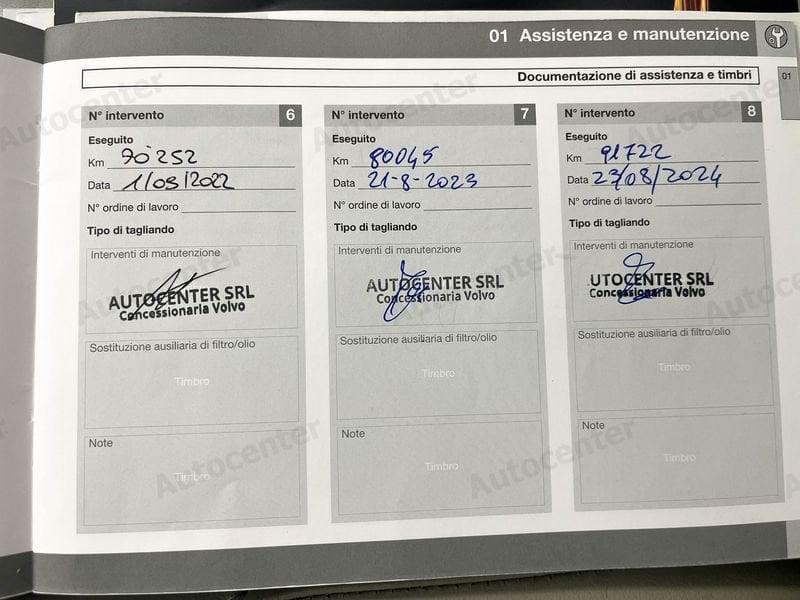 01 Assistenza e manutenzione
01
Documentazione di assistenza e timbri
N° intervento 6
Eseguito
Km 70252
Data 1/09/2022
N° ordine di lavoro
Tipo di tagliando
Interventi di manutenzione
AUTOCENTER SRL
Concessionaria Volvo
Sostituzione ausiliaria di filtro/olio
Timbro
Note
Timbro
N° intervento 7
Eseguito
Km 80045
Data 21-8-2023
N° ordine di lavoro
Tipo di tagliando
Interventi di manutenzione
AUTOCENTER SRL
Concessionaria Volvo
Sostituzione ausiliaria di filtro/olio
Timbro
Note
Timbro
N° intervento 8
Eseguito
Km 91722
Data 23/08/2024
N° ordine di lavoro
Tipo di tagliando
Interventi di manutenzione
UTOCENTER SRL
Concessionaria Volvo
Sostituzione ausiliaria di filtro/olio
Timbro
Note
Timbro
Autocenter